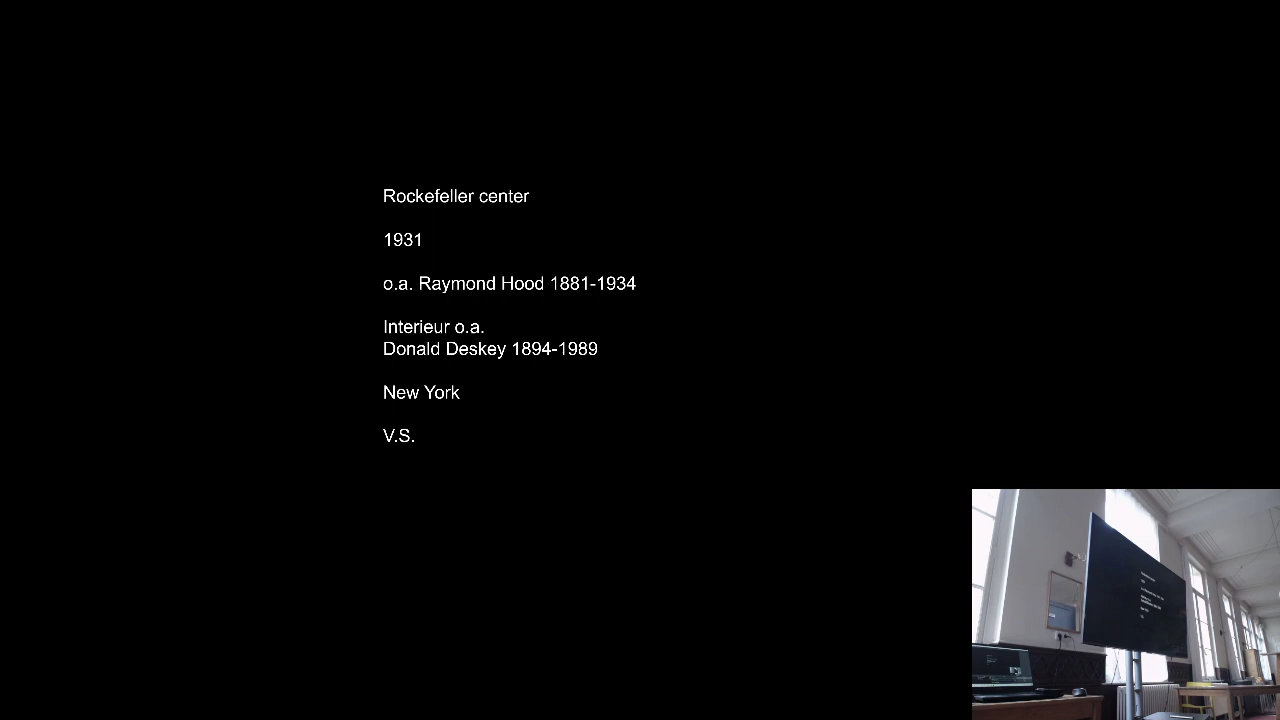 Rockefeller center
1931
o.a. Raymond Hood 1881-1934
Interieur o.a.
Donald Deskey 1894-1989
New York
V.S.